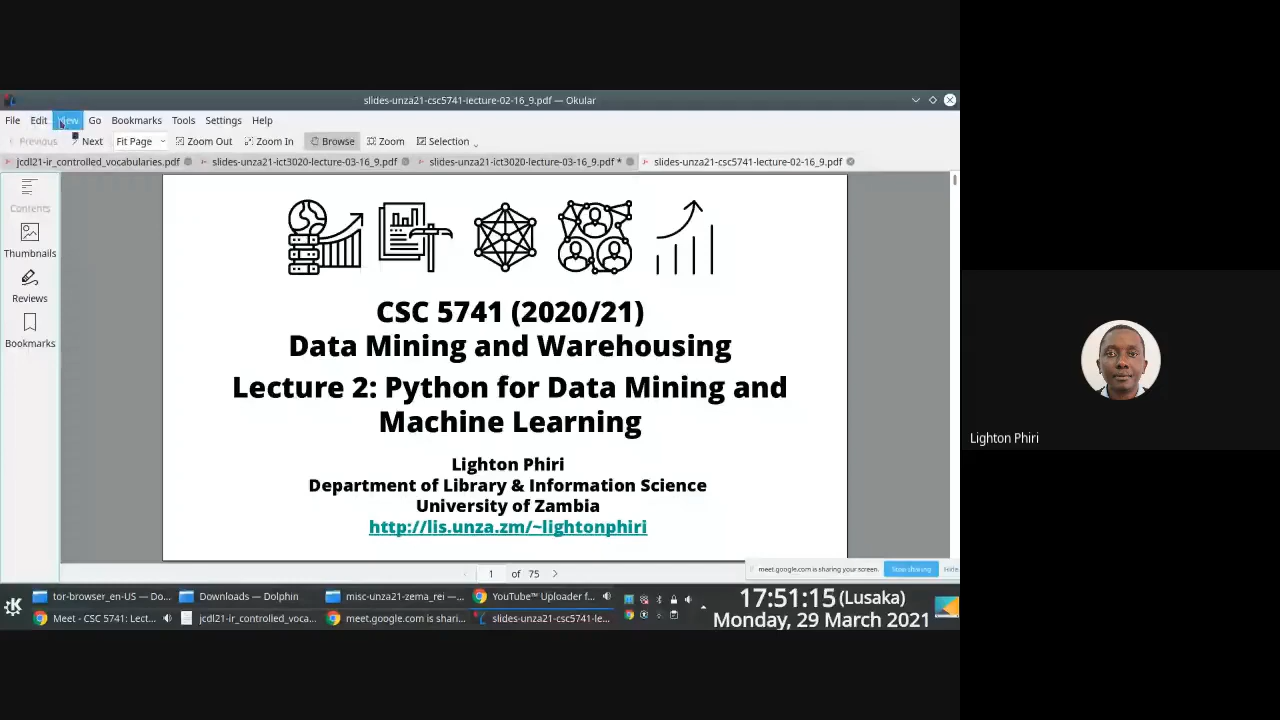 slides-unza21-csc5741-lecture-02-16_9.pdf — Okular
File Edit View Go Bookmarks Tools Settings Help
Previous Next Fit Page Zoom Out Zoom In Browse Zoom Selection
jcdl21-ir_controlled_vocabularies.pdf slides-unza21-ict3020-lecture-03-16_9.pdf slides-unza21-ict3020-lecture-03-16_9.pdf * slides-unza21-csc5741-lecture-02-16_9.pdf
Contents
Thumbnails
Reviews
Bookmarks
CSC 5741 (2020/21)
Data Mining and Warehousing
Lecture 2: Python for Data Mining and
Machine Learning
Lighton Phiri
Department of Library & Information Science
University of Zambia
http://lis.unza.zm/~lightonphiri
Lighton Phiri
meet.google.com is sharing your screen. Stop sharing Hide
1 of 75
tor-browser_en-US — Do... Downloads — Dolphin misc-unza21-zema_rei —... YouTube™ Uploader f...
Meet - CSC 5741: Lect... jcdl21-ir_controlled_voca... meet.google.com is shari... slides-unza21-csc5741-le...
17:51:15 (Lusaka)
Monday, 29 March 2021